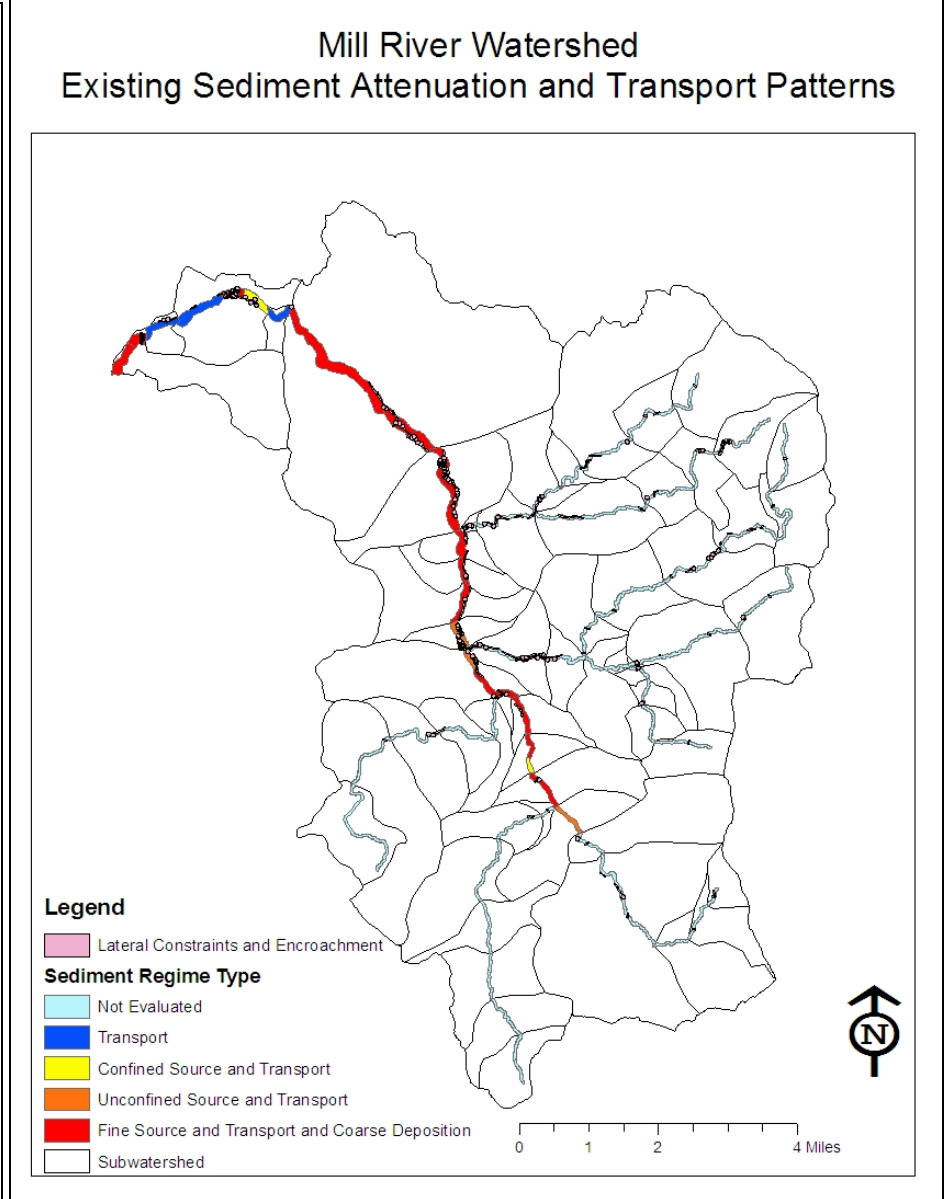 Mill River Watershed
Existing Sediment Attenuation and Transport Patterns
Legend
Lateral Constraints and Encroachment
Sediment Regime Type
Not Evaluated
Transport
Confined Source and Transport
Unconfined Source and Transport
Fine Source and Transport and Coarse Deposition
Subwatershed
N
0 1 2 4 Miles